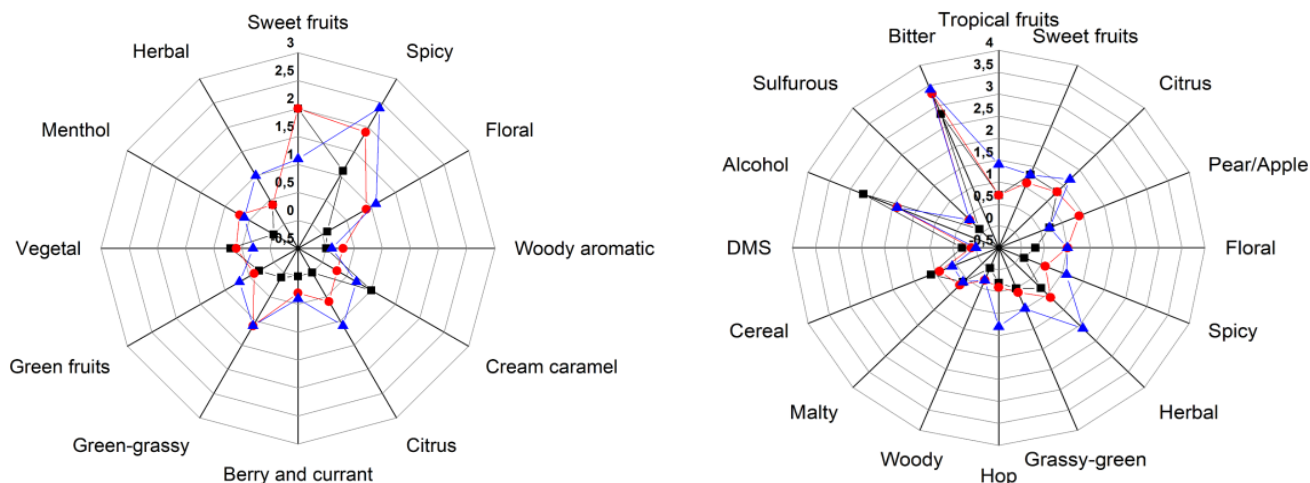 Sweet fruits
Herbal
Spicy
Menthol
Floral
Vegetal
Woody aromatic
Green fruits
Cream caramel
Green-grassy
Citrus
Berry and currant
3
2,5
2
1,5
1
0,5
0
-0,5
Tropical fruits
Bitter
Sweet fruits
Sulfurous
Citrus
Alcohol
Pear/Apple
DMS
Floral
Cereal
Spicy
Malty
Herbal
Woody
Grassy-green
Hop
4
3,5
3
2,5
2
1,5
1
0,5
0
-0,5